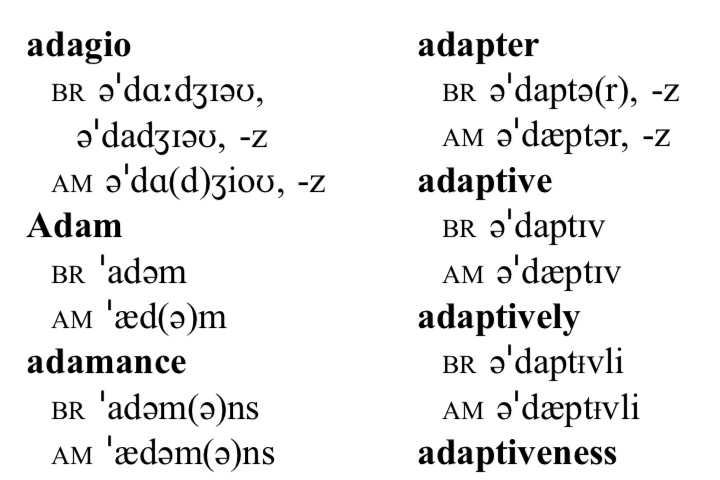 adagio
BR əˈdɑːdʒɪəʊ,
əˈdadʒɪəʊ, -z
AM əˈdɑ(d)ʒioʊ, -z
Adam
BR ˈadəm
AM ˈæd(ə)m
adamance
BR ˈadəm(ə)ns
AM ˈædəm(ə)ns
adapter
BR əˈdaptə(r), -z
AM əˈdæptər, -z
adaptive
BR əˈdaptɪv
AM əˈdæptɪv
adaptively
BR əˈdaptᵻvli
AM əˈdæptᵻvli
adaptiveness